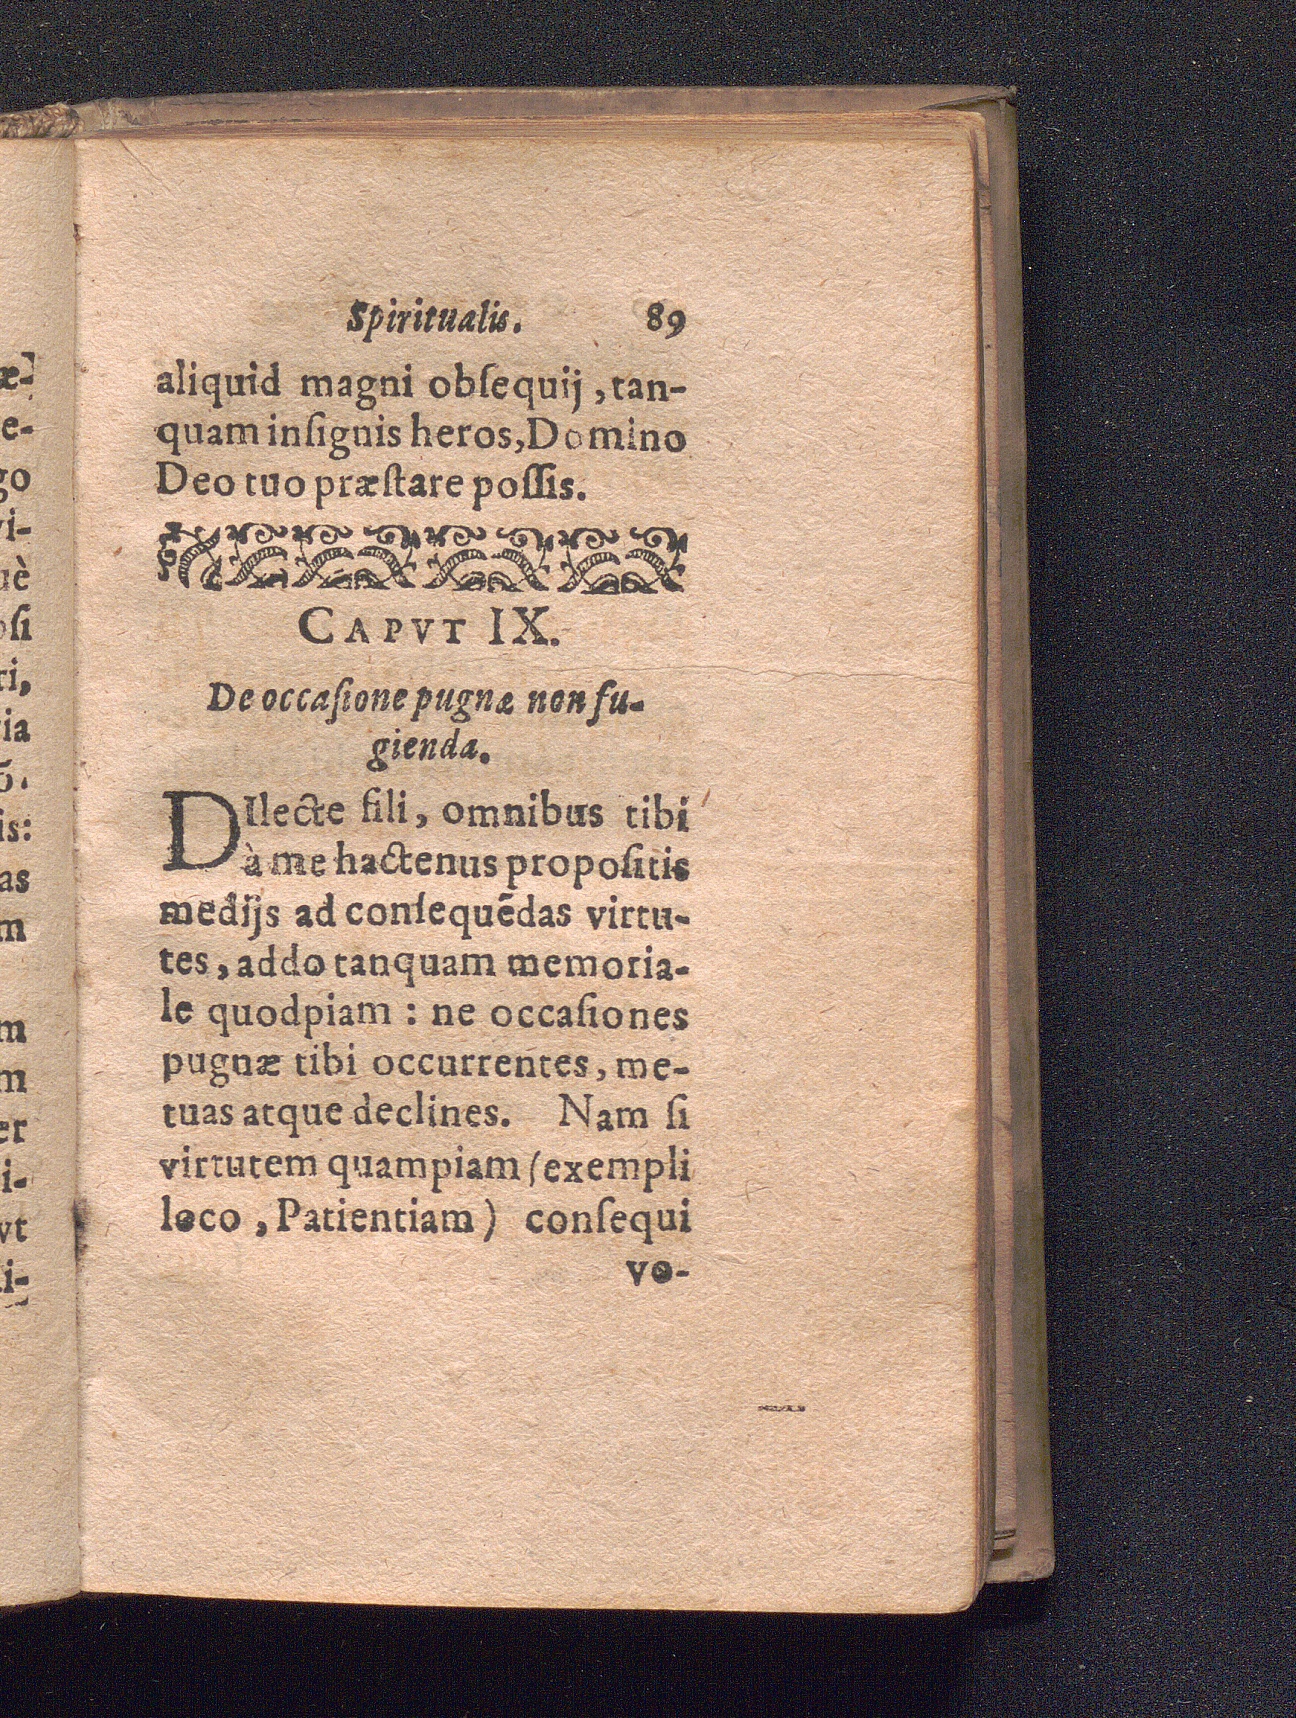 Spiritualis. 89
aliquid magni obſequij, tan-
quam inſignis heros, Domino
Deo tuo præſtare poſſis.
CAPVT IX.
De occaſione pugnæ non fu-
gienda.
DIlecte fili, omnibus tibi
à me hactenus propoſitis
medijs ad conſequẽdas virtu-
tes, addo tanquam memoria-
le quodpiam: ne occaſiones
pugnæ tibi occurrentes, me-
tuas atque declines. Nam ſi
virtutem quampiam (exempli
loco, Patientiam) conſequi
vo-